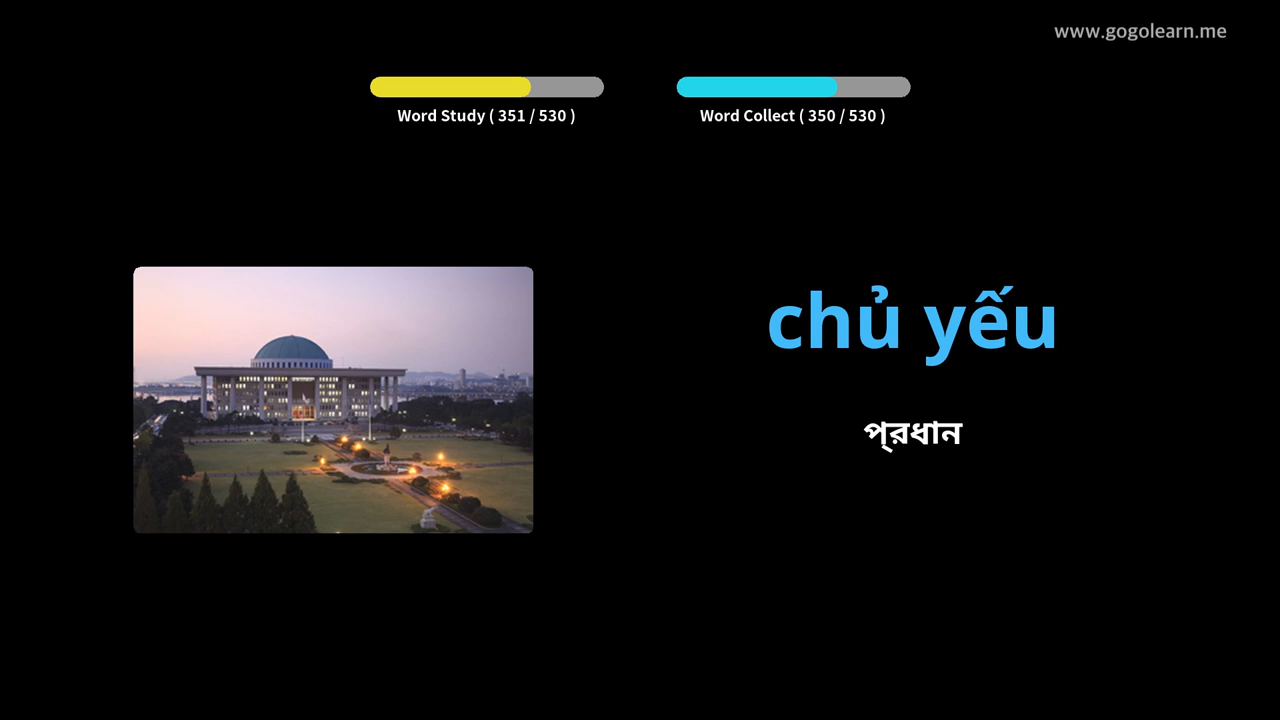 www.gogolearn.me
Word Study ( 351 / 530 )
Word Collect ( 350 / 530 )
chủ yếu
প্রধান